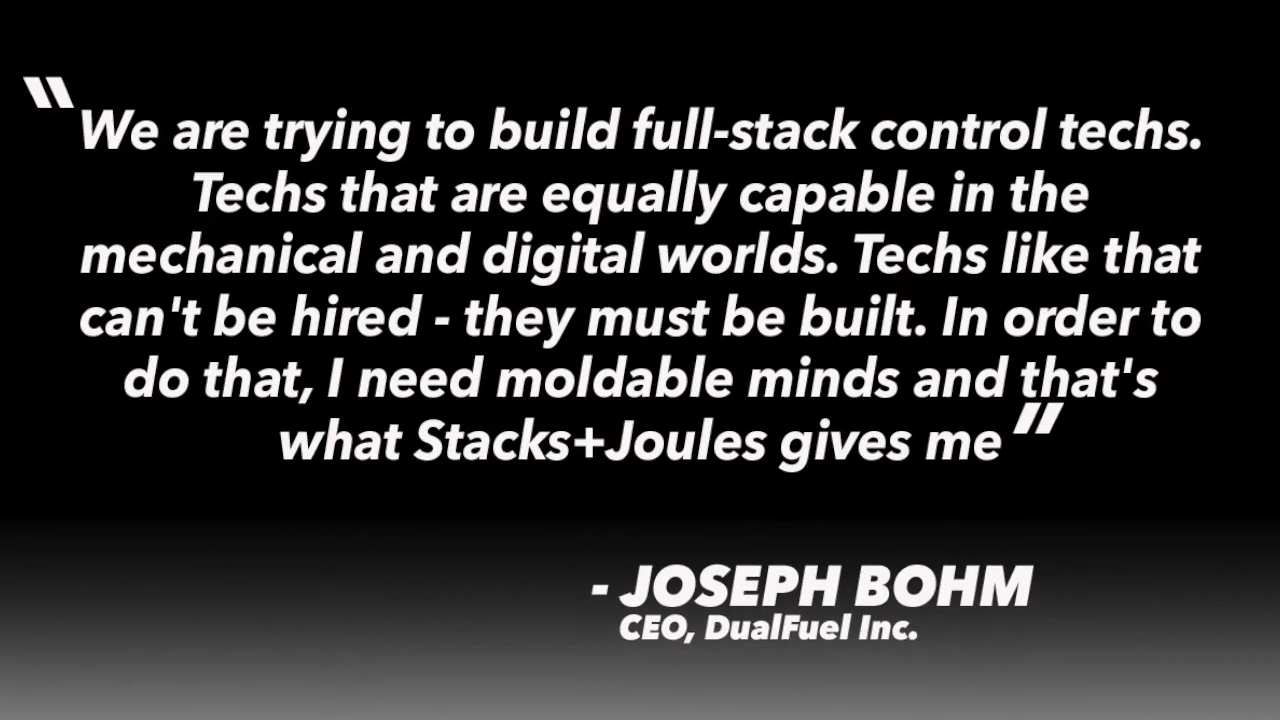 "We are trying to build full-stack control techs.
Techs that are equally capable in the
mechanical and digital worlds. Techs like that
can't be hired - they must be built. In order to
do that, I need moldable minds and that's
what Stacks+Joules gives me"
- JOSEPH BOHM
CEO, DualFuel Inc.